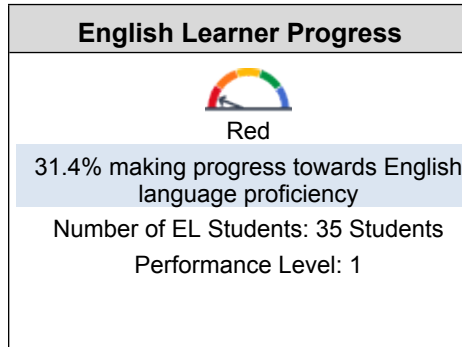 English Learner Progress
Red
31.4% making progress towards English
language proficiency
Number of EL Students: 35 Students
Performance Level: 1